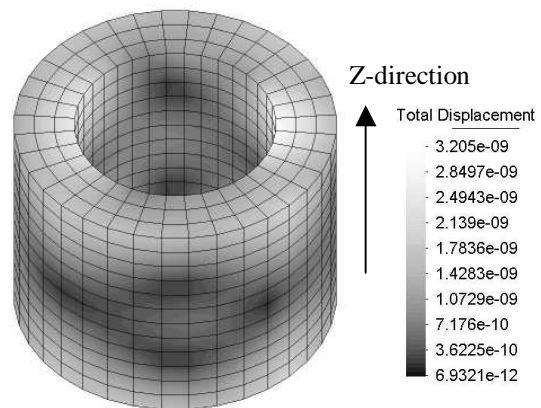 Z-direction
Total Displacement
3.205e-09
2.8497e-09
2.4943e-09
2.139e-09
1.7836e-09
1.4283e-09
1.0729e-09
7.176e-10
3.6225e-10
6.9321e-12